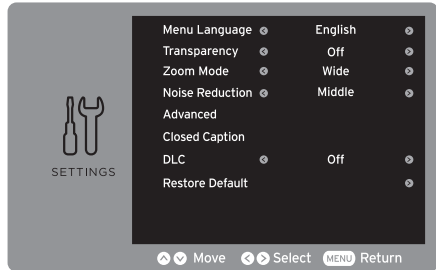 Menu Language English
Transparency Off
Zoom Mode Wide
Noise Reduction Middle
Advanced
Closed Caption
DLC Off
Restore Default
SETTINGS
Move Select MENU Return